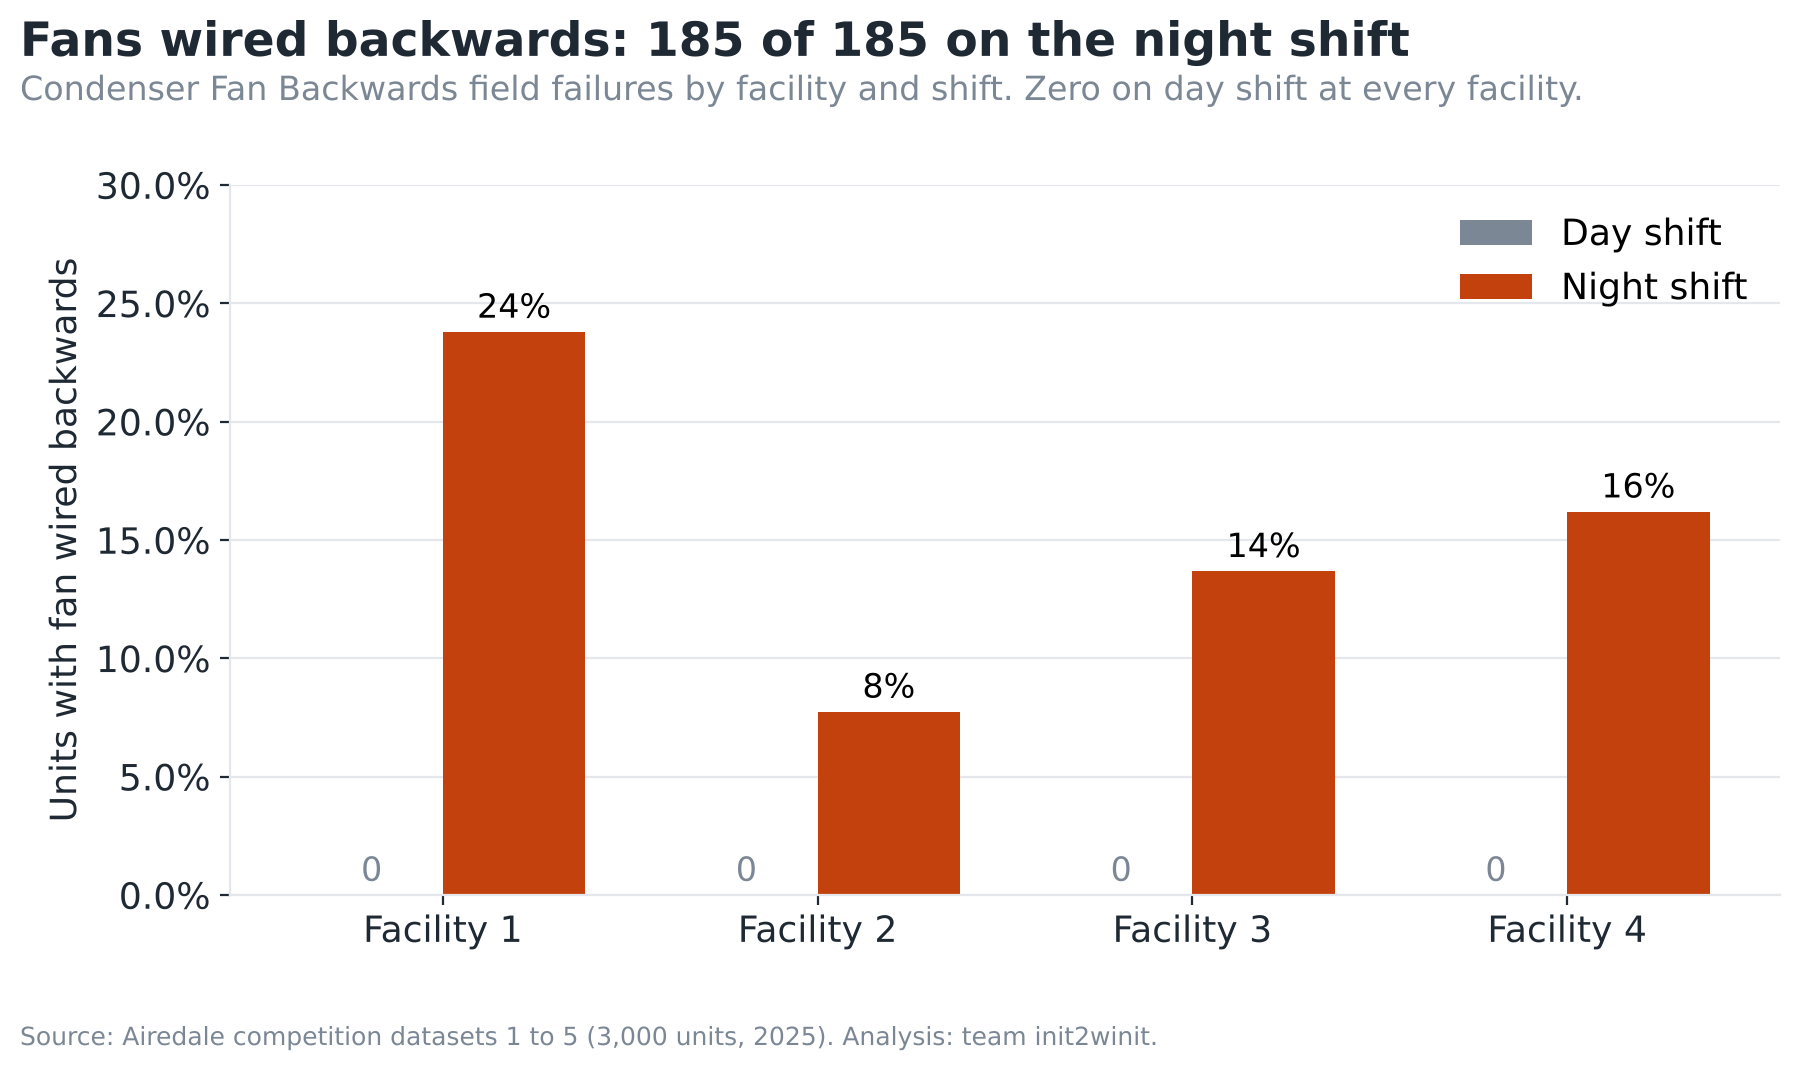 Fans wired backwards: 185 of 185 on the night shift
Condenser Fan Backwards field failures by facility and shift. Zero on day shift at every facility.
30.0%
25.0%
20.0%
15.0%
10.0%
5.0%
0.0%
Units with fan wired backwards
Day shift
Night shift
24%
8%
14%
16%
0
0
0
0
Facility 1
Facility 2
Facility 3
Facility 4
Source: Airedale competition datasets 1 to 5 (3,000 units, 2025). Analysis: team init2winit.